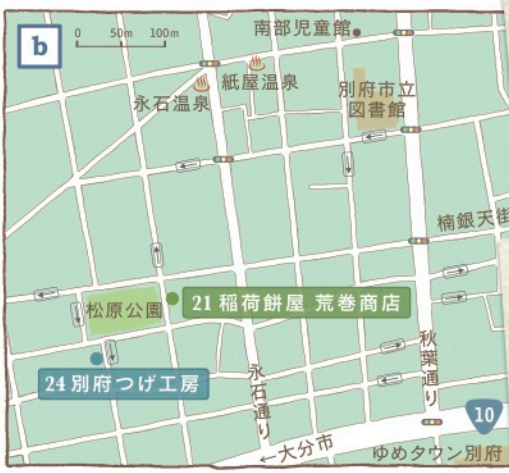 b
0 50m 100m
南部児童館
紙屋温泉
永石温泉
別府市立
図書館
楠銀天街
松原公園
21 稲荷餅屋 荒巻商店
24 別府つげ工房
永石通り
秋葉通り
10
←大分市
ゆめタウン別府